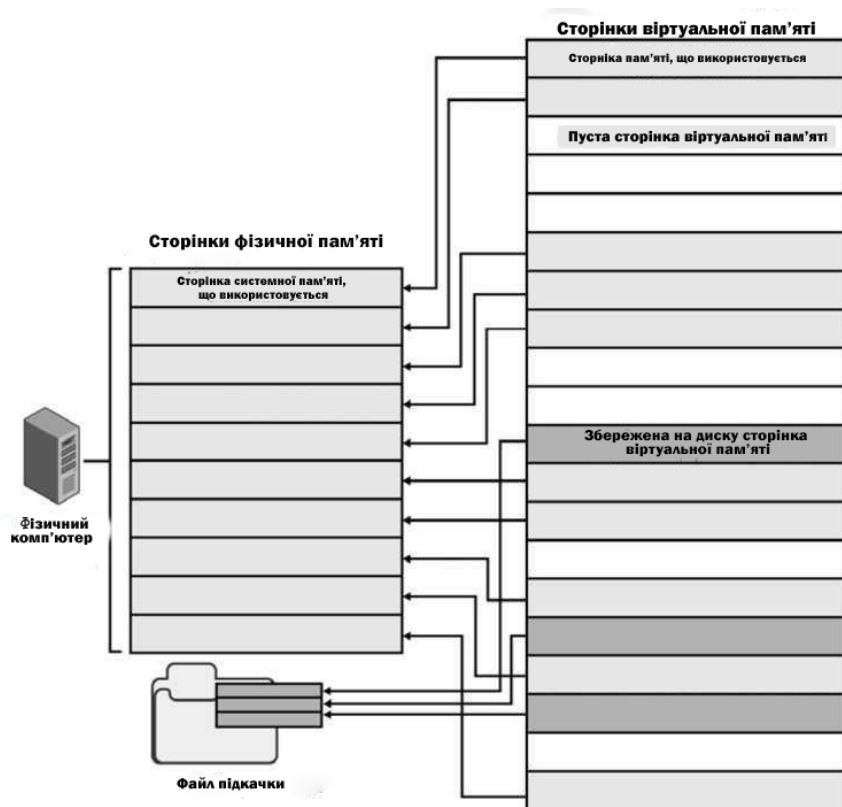 Сторінки віртуальної пам’яті
Сторніка пам’яті, що використовується
Пуста сторінка віртуальної пам’яті
Сторінки фізичної пам’яті
Сторінка системної пам’яті,
що використовується
Збережена на диску сторінка
віртуальної пам’яті
Фізичний
комп’ютер
Файл підкачки